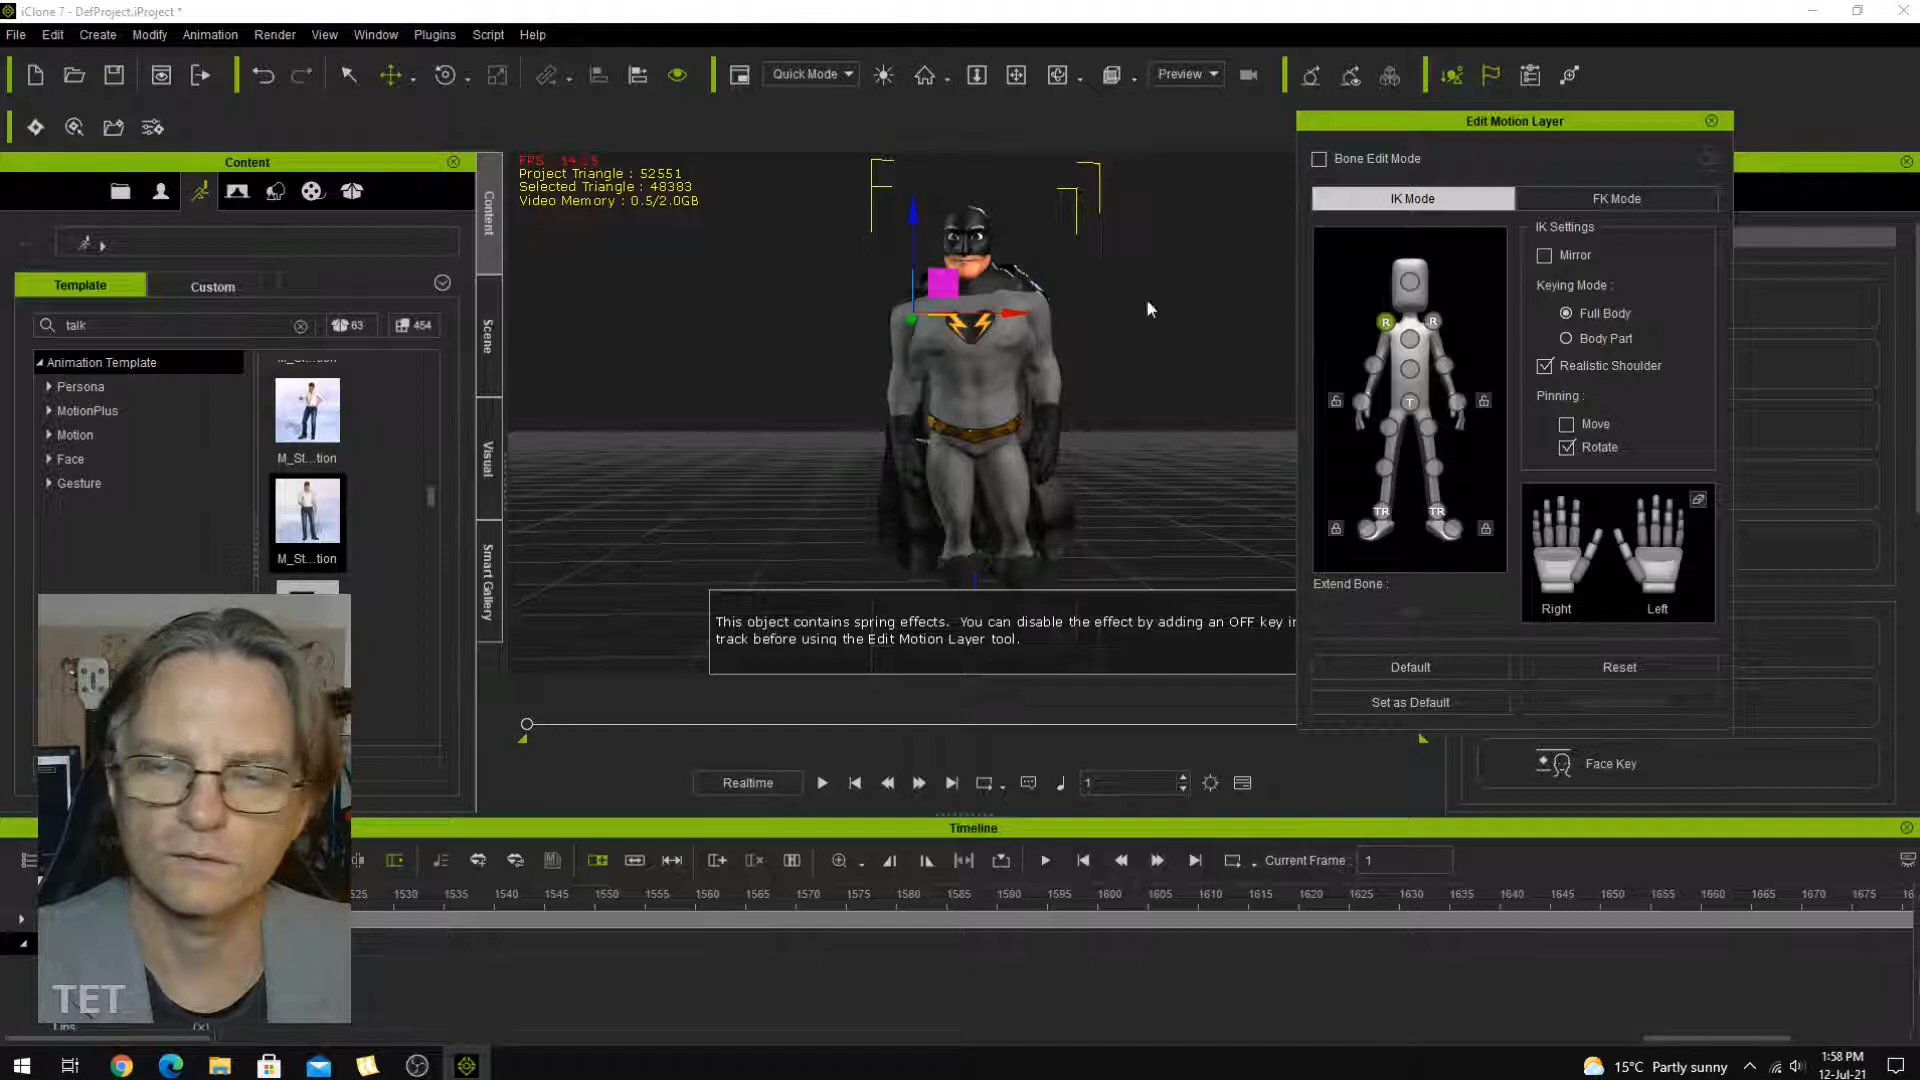 iClone 7 - DefProject.iProject *
File Edit Create Modify Animation Render View Window Plugins Script Help
Quick Mode
Preview
Content
Template
Custom
talk
63
454
Animation Template
Persona
MotionPlus
Motion
Face
Gesture
M_St...tion
M_St...tion
Content
Scene
Visual
Smart Gallery
FPS
Project Triangle : 52551
Selected Triangle : 48383
Video Memory : 0.5/2.0GB
This object contains spring effects. You can disable the effect by adding an OFF key in
track before using the Edit Motion Layer tool.
Edit Motion Layer
Bone Edit Mode
IK Mode
FK Mode
IK Settings
Mirror
Keying Mode :
Full Body
Body Part
Realistic Shoulder
Pinning :
Move
Rotate
R
R
T
TR
TR
Right
Left
Extend Bone :
Default
Reset
Set as Default
Face Key
Realtime
1
Timeline
Current Frame :
1
1530 1535 1540 1545 1550 1555 1560 1565 1570 1575 1580 1585 1590 1595 1600 1605 1610 1615 1620 1625 1630 1635 1640 1645 1650 1655 1660 1665 1670 1675
TET
15°C Partly sunny
1:58 PM
12-Jul-21